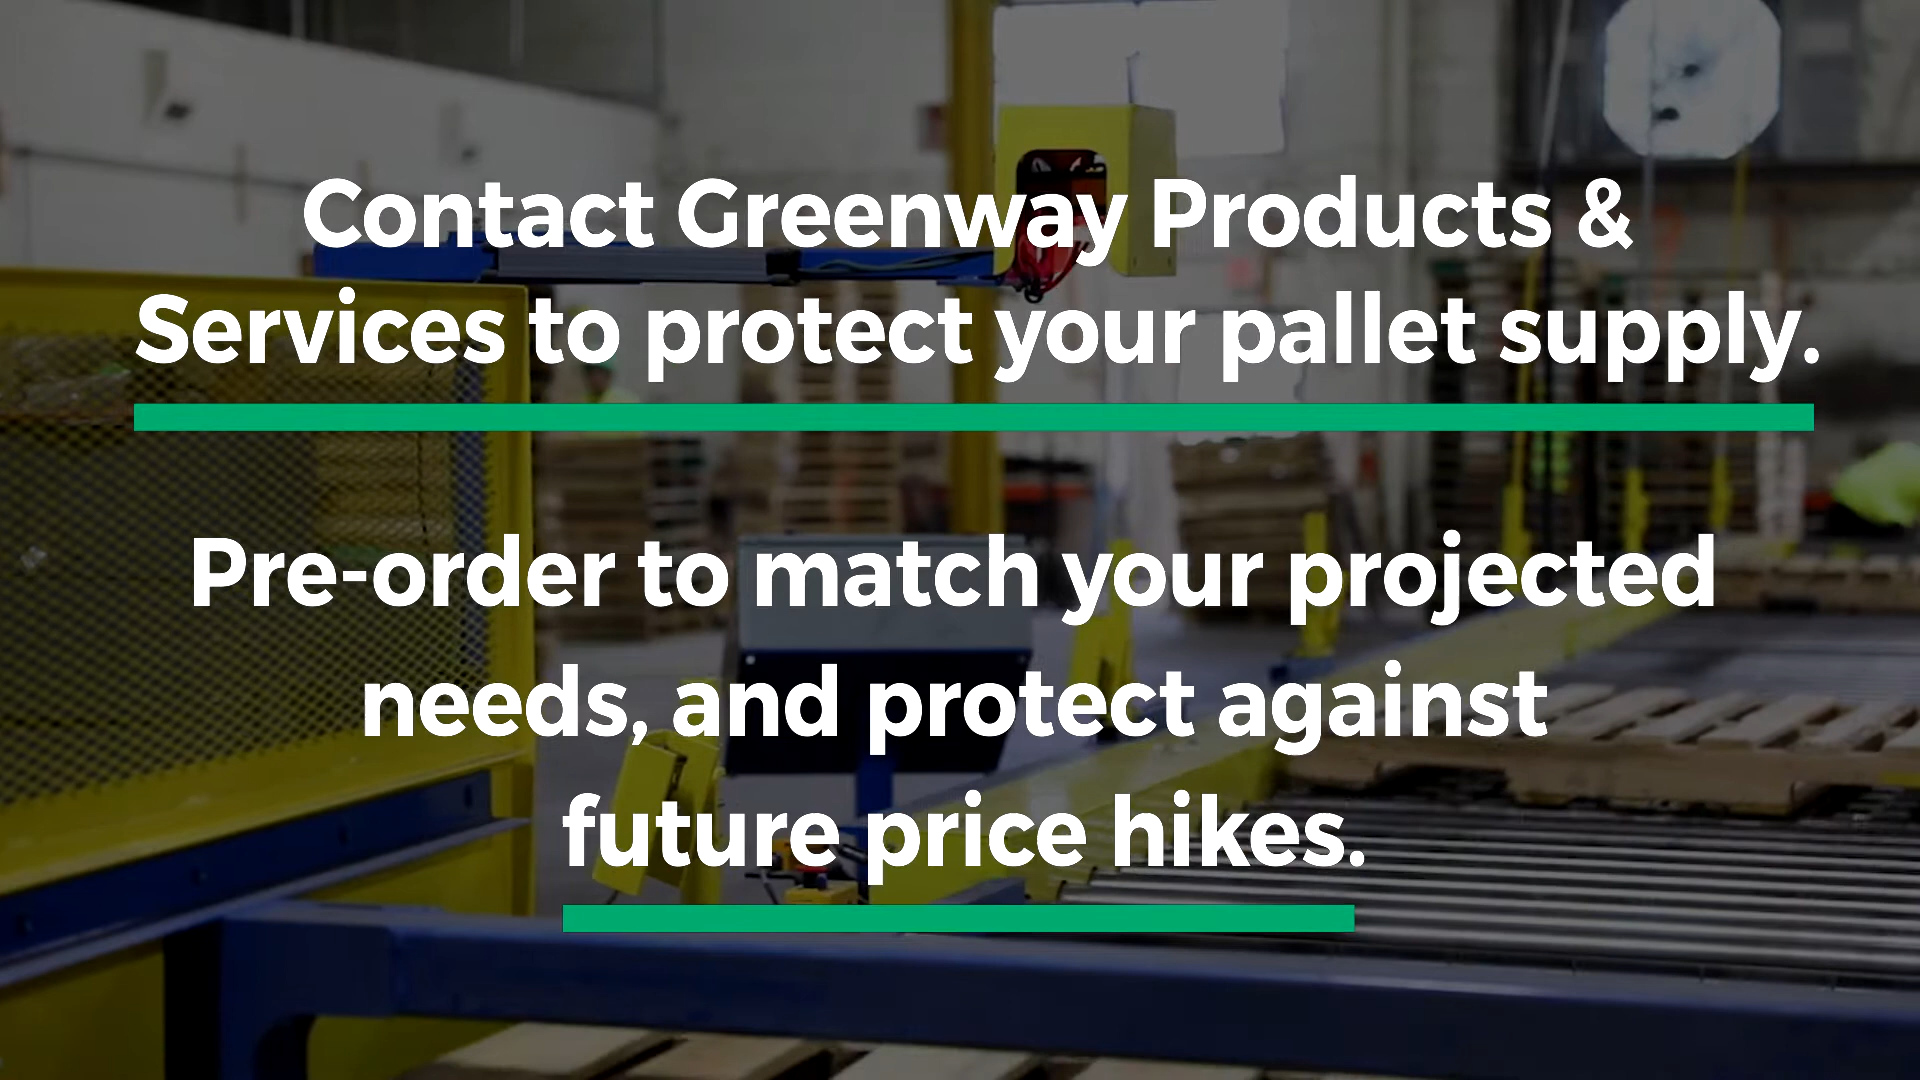 Contact Greenway Products &
Services to protect your pallet supply.
Pre-order to match your projected
needs, and protect against
future price hikes.